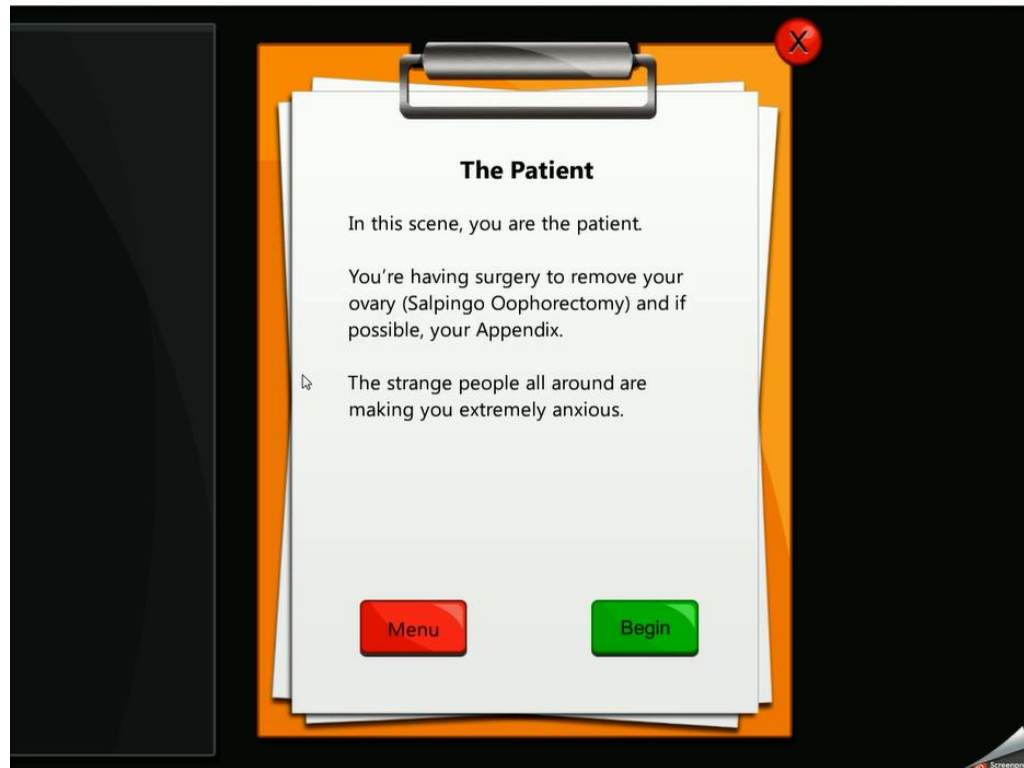 X
The Patient
In this scene, you are the patient.
You're having surgery to remove your
ovary (Salpingo Oophorectomy) and if
possible, your Appendix.
The strange people all around are
making you extremely anxious.
Menu
Begin